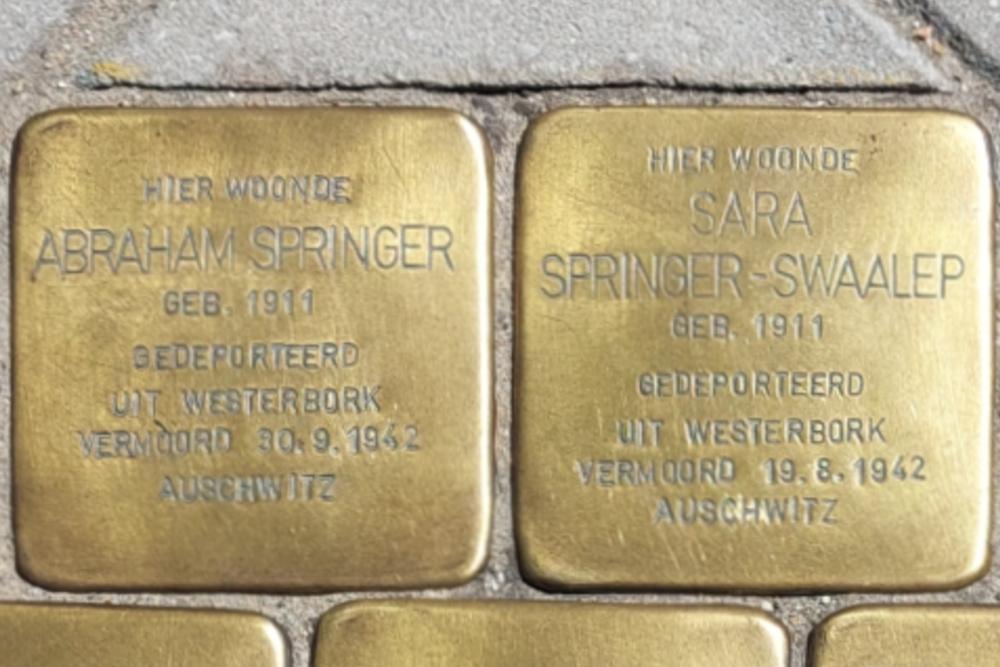 HIER WOONDE
ABRAHAM SPRINGER
GEB. 1911
GEDEPORTEERD
UIT WESTERBORK
VERMOORD 30.9.1942
AUSCHWITZ
HIER WOONDE
SARA
SPRINGER-SWAALEP
GEB. 1911
GEDEPORTEERD
UIT WESTERBORK
VERMOORD 19.8.1942
AUSCHWITZ